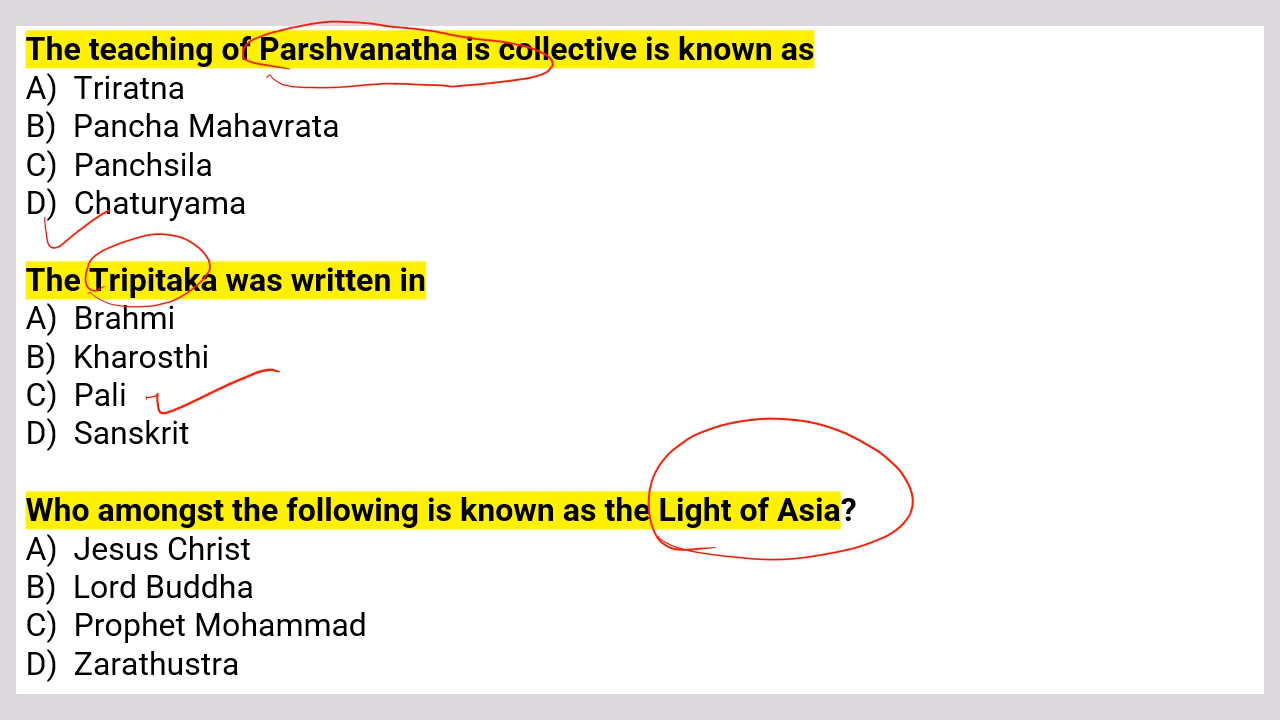 The teaching of Parshvanatha is collective is known as
A) Triratna
B) Pancha Mahavrata
C) Panchsila
D) Chaturyama
The Tripitaka was written in
A) Brahmi
B) Kharosthi
C) Pali
D) Sanskrit
Who amongst the following is known as the Light of Asia?
A) Jesus Christ
B) Lord Buddha
C) Prophet Mohammad
D) Zarathustra